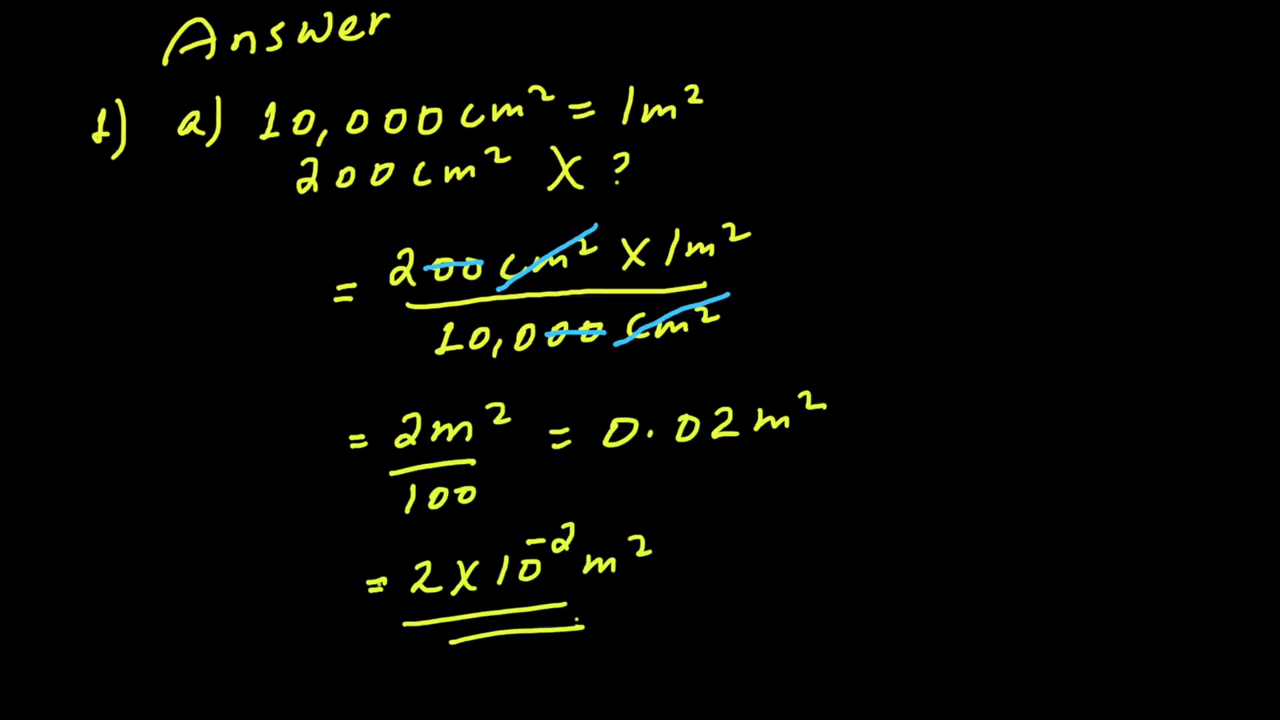 Answer
1) a) 10,000 cm² = 1m²
200 cm² X ?
= 200 cm² X 1m²
10,000 cm²
= 2m² = 0.02 m²
100
= 2 X 10⁻² m²